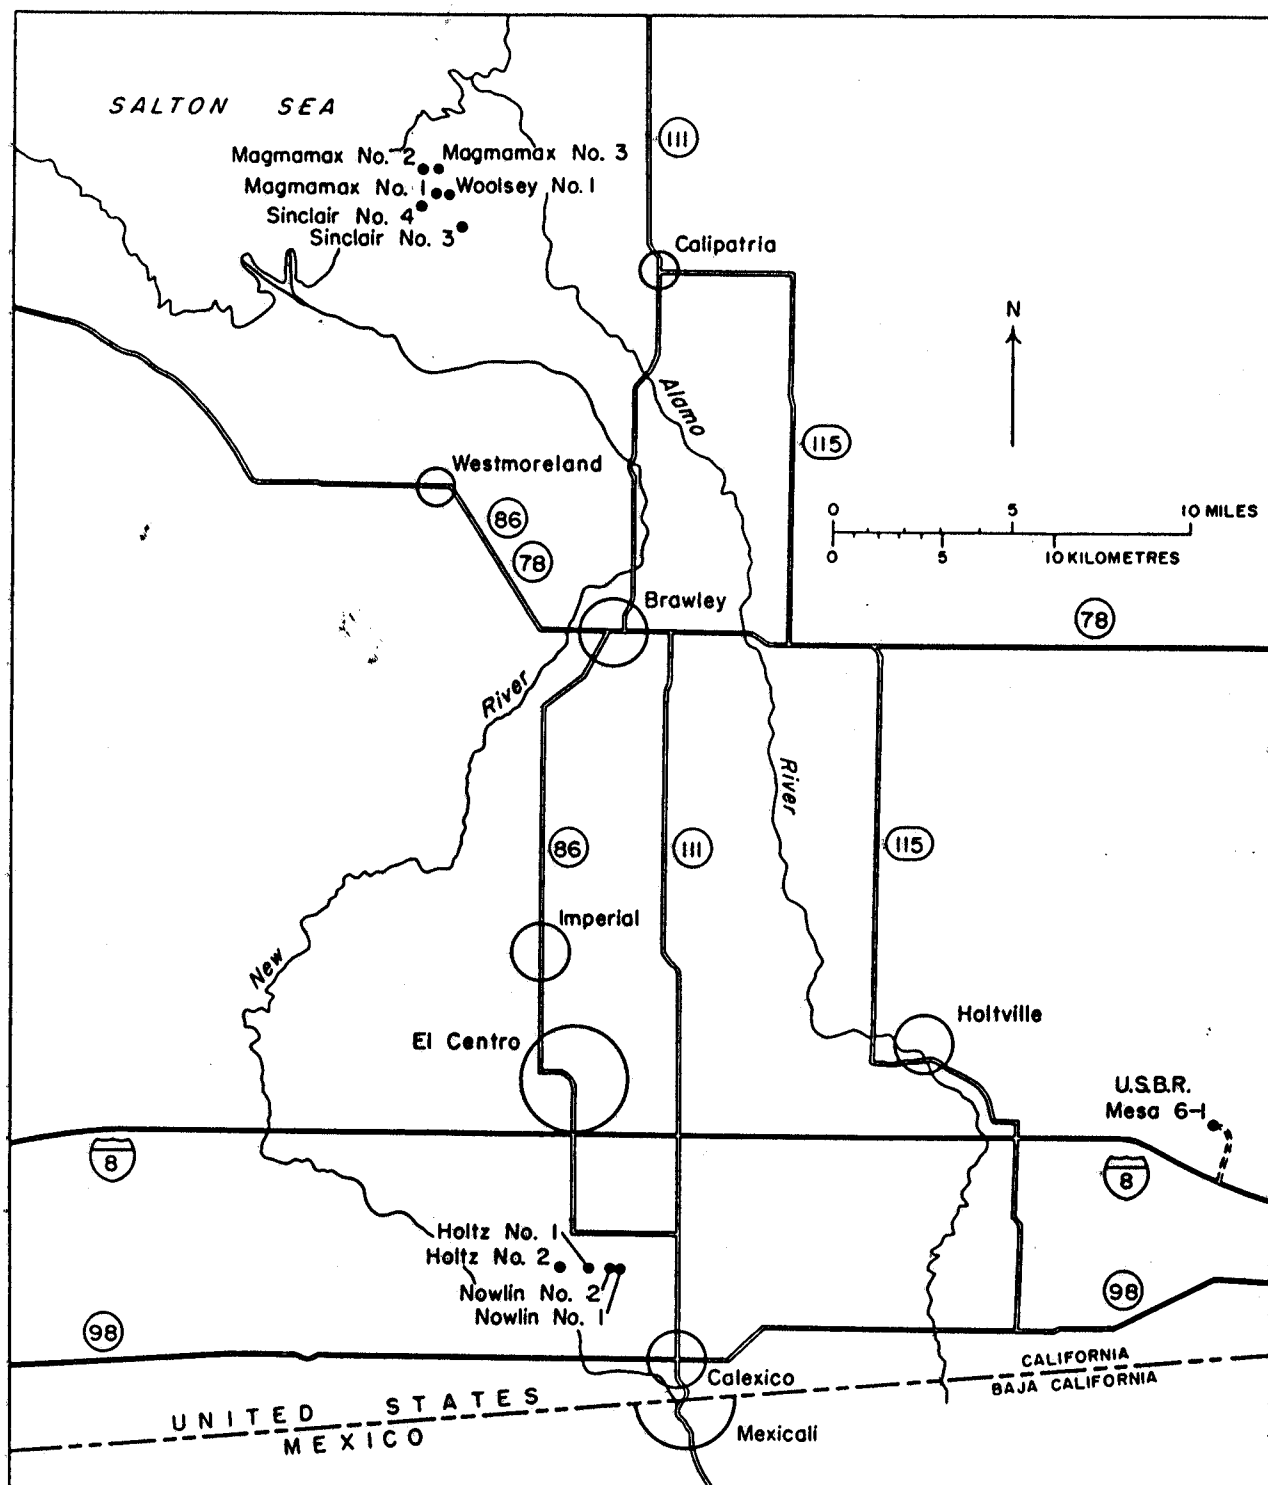 SALTON SEA
111
Magmamax No. 2
Magmamax No. 3
Magmamax No. 1
Woolsey No. 1
Sinclair No. 4
Sinclair No. 3
Calipatria
N
Alamo
115
Westmoreland
0 5 10 MILES
0 5 10 KILOMETRES
86
78
Brawley
78
River
River
86
111
115
Imperial
New
El Centro
Holtville
U.S.B.R.
Mesa 6-1
8
8
Holtz No. 1
Holtz No. 2
Nowlin No. 2
Nowlin No. 1
98
98
CALIFORNIA
BAJA CALIFORNIA
Calexico
UNITED STATES
MEXICO
Mexicali